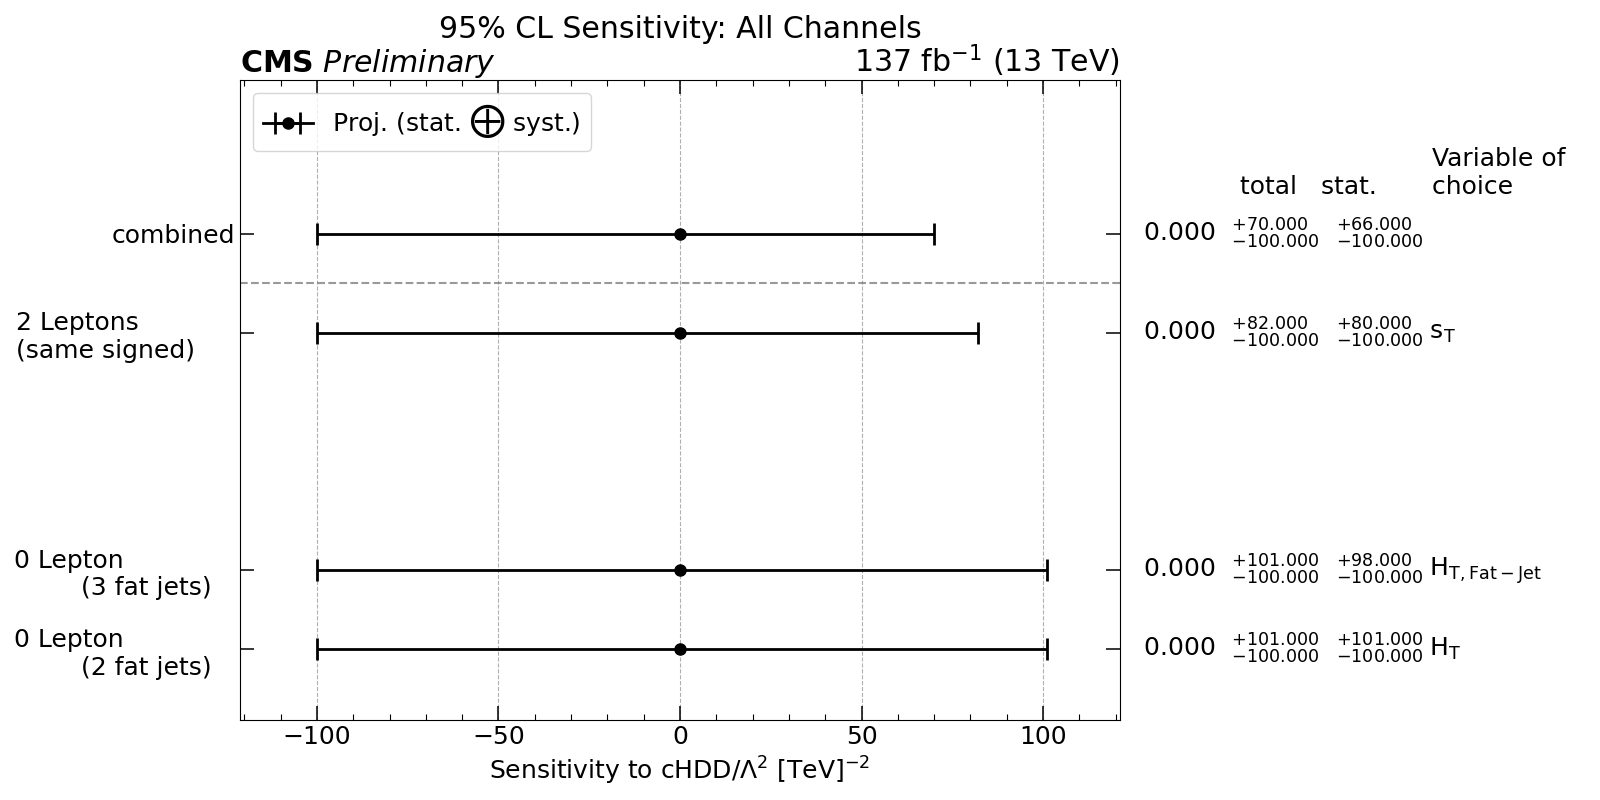 95% CL Sensitivity: All Channels
CMS Preliminary 137 fb⁻¹ (13 TeV)
Proj. (stat. ⊕ syst.)
Variable of
total stat. choice
combined 0.000 +70.000 −100.000 +66.000 −100.000
2 Leptons
(same signed) 0.000 +82.000 −100.000 +80.000 −100.000 s_T
0 Lepton
(3 fat jets) 0.000 +101.000 −100.000 +98.000 −100.000 H_T, Fat−Jet
0 Lepton
(2 fat jets) 0.000 +101.000 −100.000 +101.000 −100.000 H_T
−100 −50 0 50 100
Sensitivity to cHDD/Λ² [TeV]⁻²